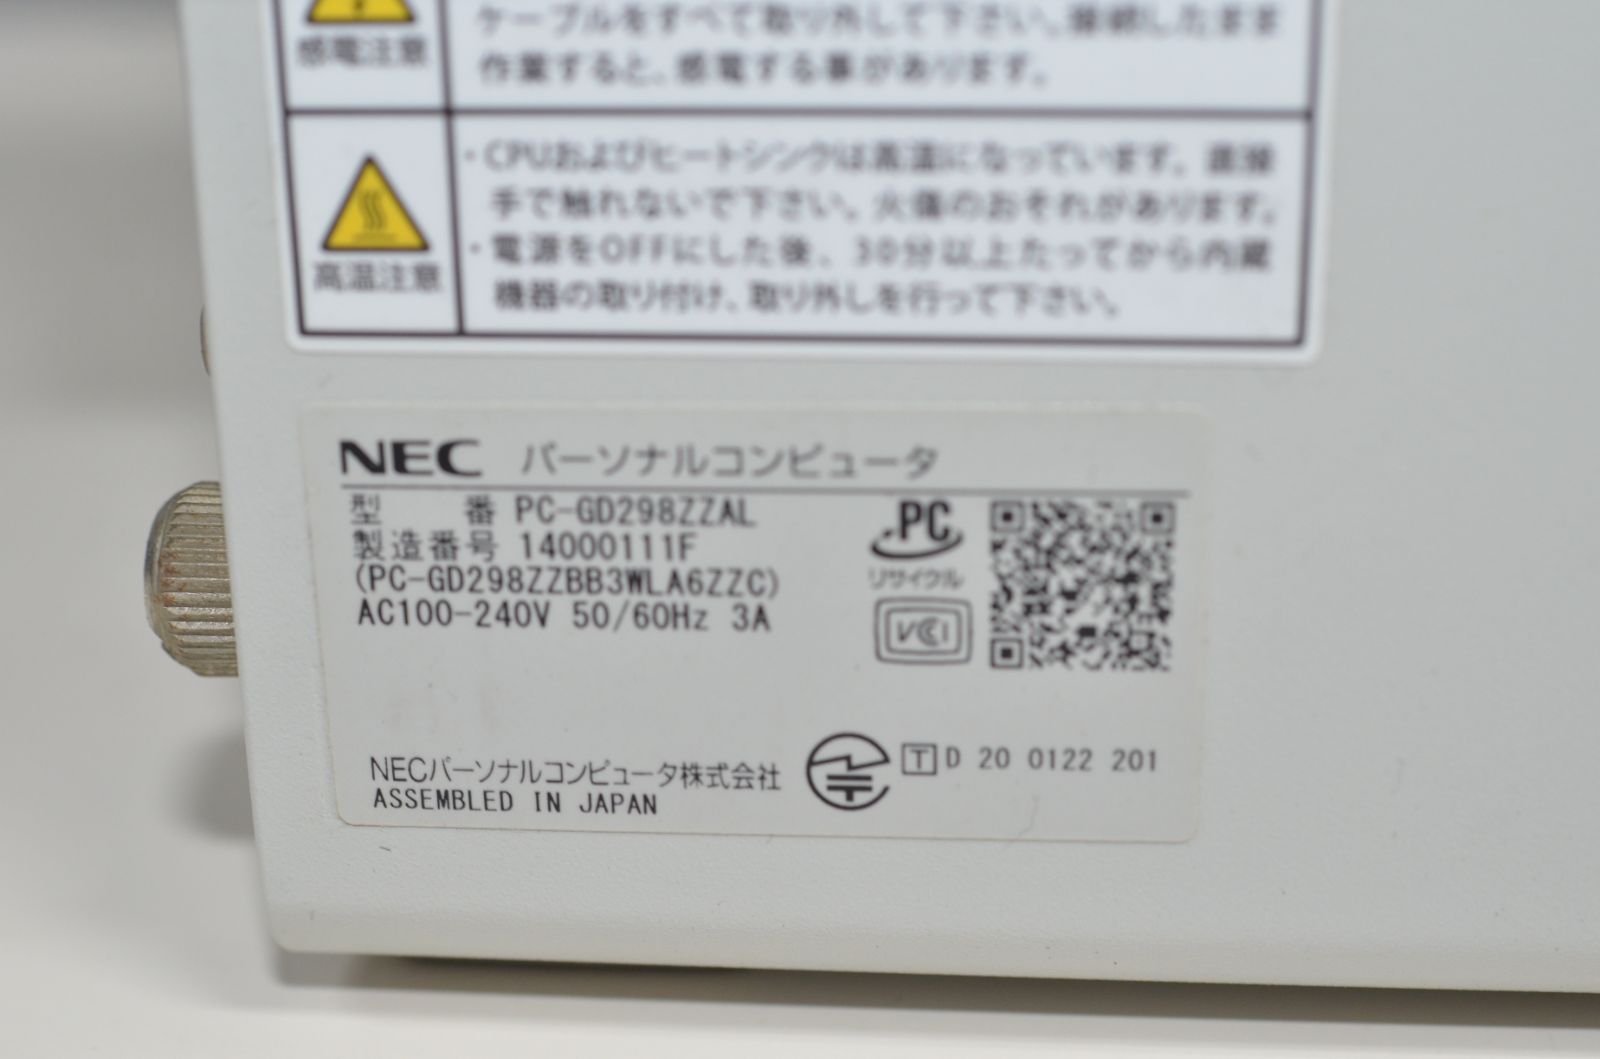 感電注意
ケーブルをすべて取り外して下さい。接続したまま
作業すると、感電する事があります。
高温注意
・CPUおよびヒートシンクは高温になっています。直接
手で触れないで下さい。火傷のおそれがあります。
・電源をOFFにした後、30分以上たってから内蔵
機器の取り付け、取り外しを行って下さい。
NEC パーソナルコンピュータ
型 番 PC-GD298ZZAL
製造番号 14000111F
(PC-GD298ZZBB3WLA6ZZC)
AC100-240V 50/60Hz 3A
PC
リサイクル
VCI
NECパーソナルコンピュータ株式会社
ASSEMBLED IN JAPAN
T D 20 0122 201